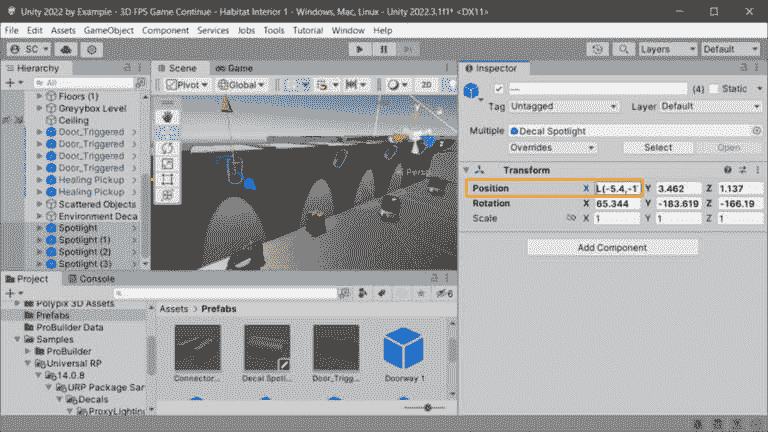 Unity 2022 by Example - 3D FPS Game Continue - Habitat Interior 1 - Windows, Mac, Linux - Unity 2022.3.1f1* <DX11>
File Edit Assets GameObject Component Services Jobs Tools Tutorial Window Help
SC Layers Default
Hierarchy
All
Floors (1)
Greyybox Level
Ceiling
Door_Triggered
Door_Triggered
Door_Triggered
Door_Triggered
Healing Pickup
Healing Pickup
Scattered Objects
Environment Deca
Spotlight
Spotlight (1)
Spotlight (2)
Spotlight (3)
Scene Game
Pivot Global 2D
Persp
Inspector
(4) Static
Tag Untagged Layer Default
Multiple Decal Spotlight
Overrides Select Open
Transform
Position X L(-5.4,-1 Y 3.462 Z 1.137
Rotation X 65.344 Y -183.619 Z -166.19
Scale X 1 Y 1 Z 1
Add Component
Project Console
6
Polypix 3D Assets
Prefabs
ProBuilder Data
Samples
ProBuilder
Universal RP
14.0.8
URP Package Sar
Decals
ProxyLighting
Assets > Prefabs
Connector... Decal Spoti... Door_Trigg... Doorway 1